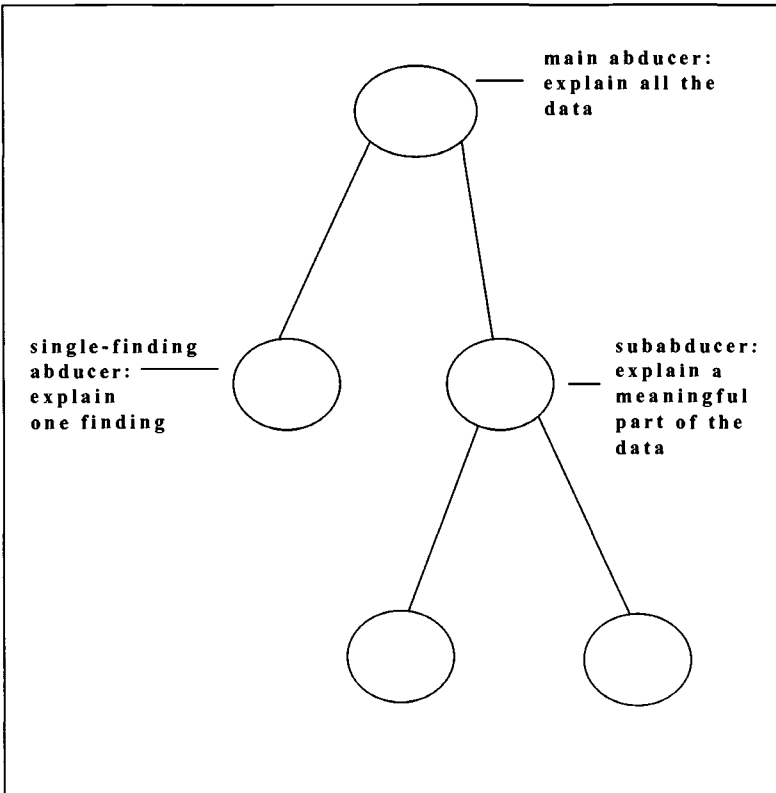 main abducer:
explain all the
data
single-finding
abducer:
explain
one finding
subabducer:
explain a
meaningful
part of the
data